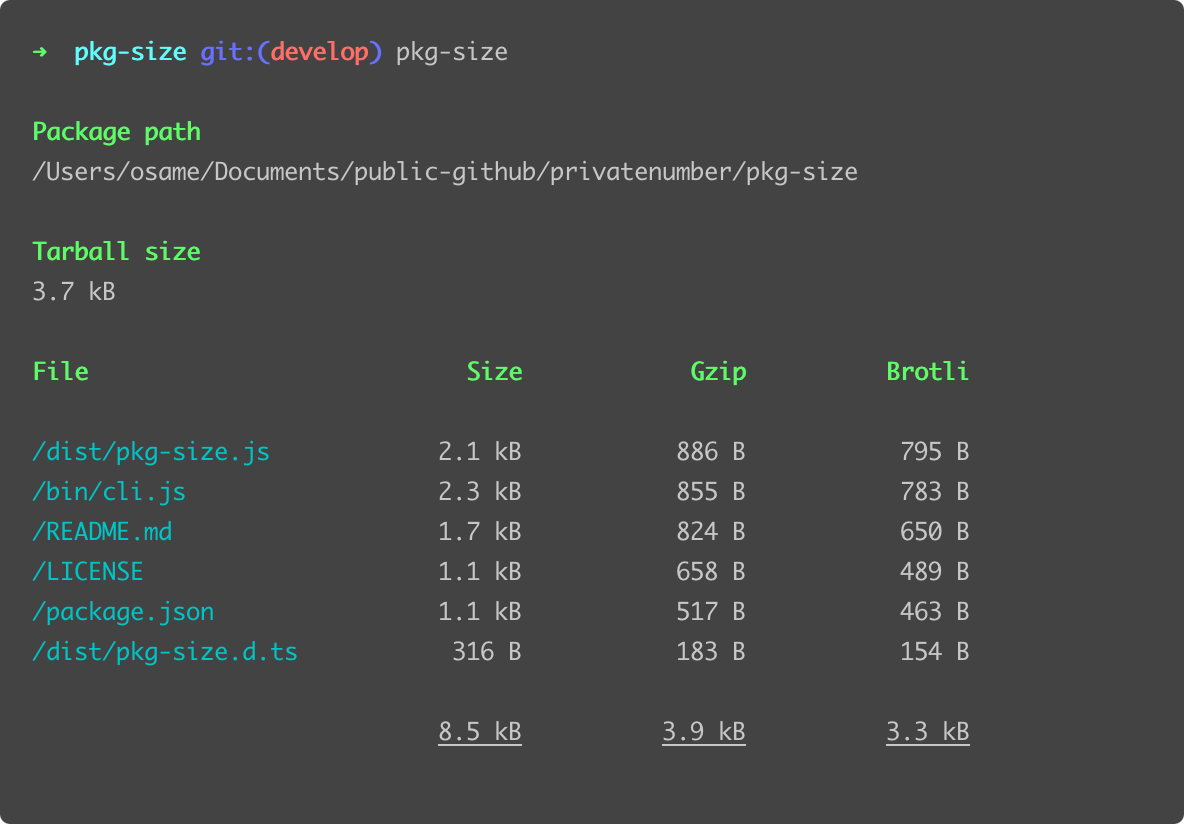 ➜  pkg-size git:(develop) pkg-size
Package path
/Users/osame/Documents/public-github/privatenumber/pkg-size
Tarball size
3.7 kB
File Size Gzip Brotli
/dist/pkg-size.js 2.1 kB 886 B 795 B
/bin/cli.js 2.3 kB 855 B 783 B
/README.md 1.7 kB 824 B 650 B
/LICENSE 1.1 kB 658 B 489 B
/package.json 1.1 kB 517 B 463 B
/dist/pkg-size.d.ts 316 B 183 B 154 B
8.5 kB 3.9 kB 3.3 kB